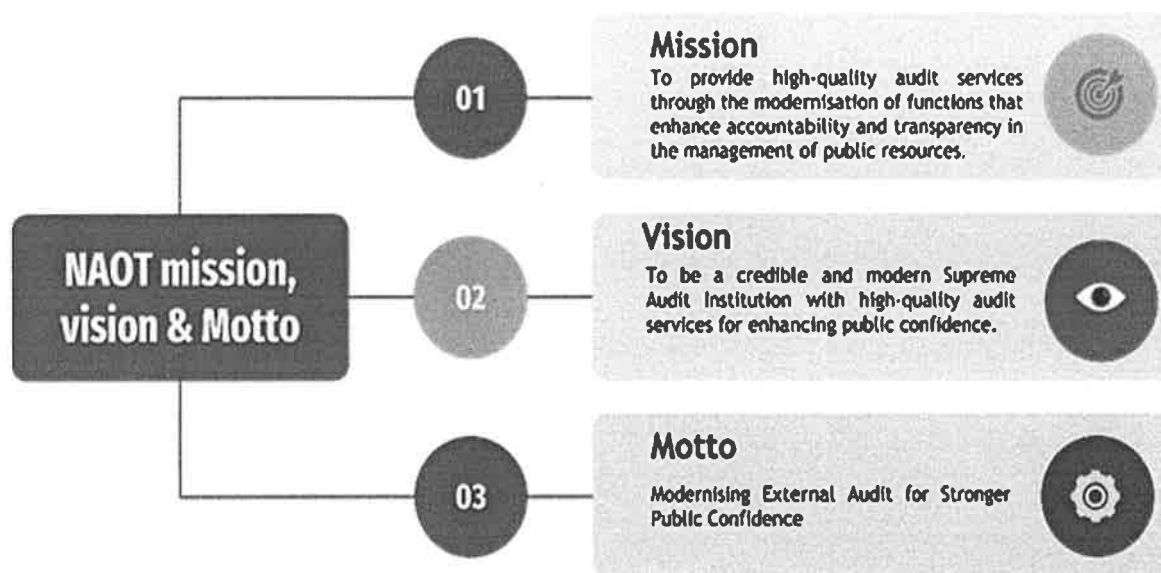 NAOT mission,
vision & Motto
01
Mission
To provide high-quality audit services
through the modernisation of functions that
enhance accountability and transparency in
the management of public resources.
02
Vision
To be a credible and modern Supreme
Audit Institution with high-quality audit
services for enhancing public confidence.
03
Motto
Modernising External Audit for Stronger
Public Confidence